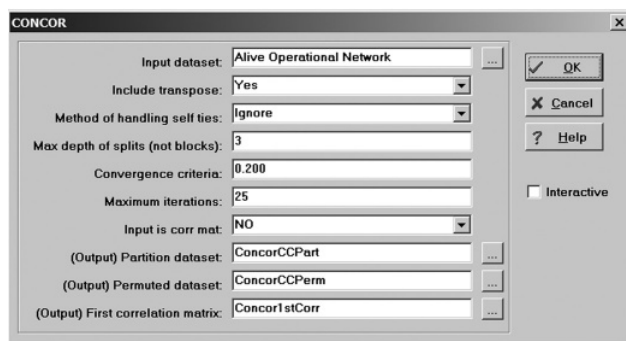 CONCOR
Input dataset: Alive Operational Network ...
Include transpose: Yes
Method of handling self ties: Ignore
Max depth of splits (not blocks): 3
Convergence criteria: 0.200
Maximum iterations: 25
Input is corr mat: NO
(Output) Partition dataset: ConcorCCPart ...
(Output) Permuted dataset: ConcorCCPerm ...
(Output) First correlation matrix: Concor1stCorr ...
OK
Cancel
? Help
Interactive